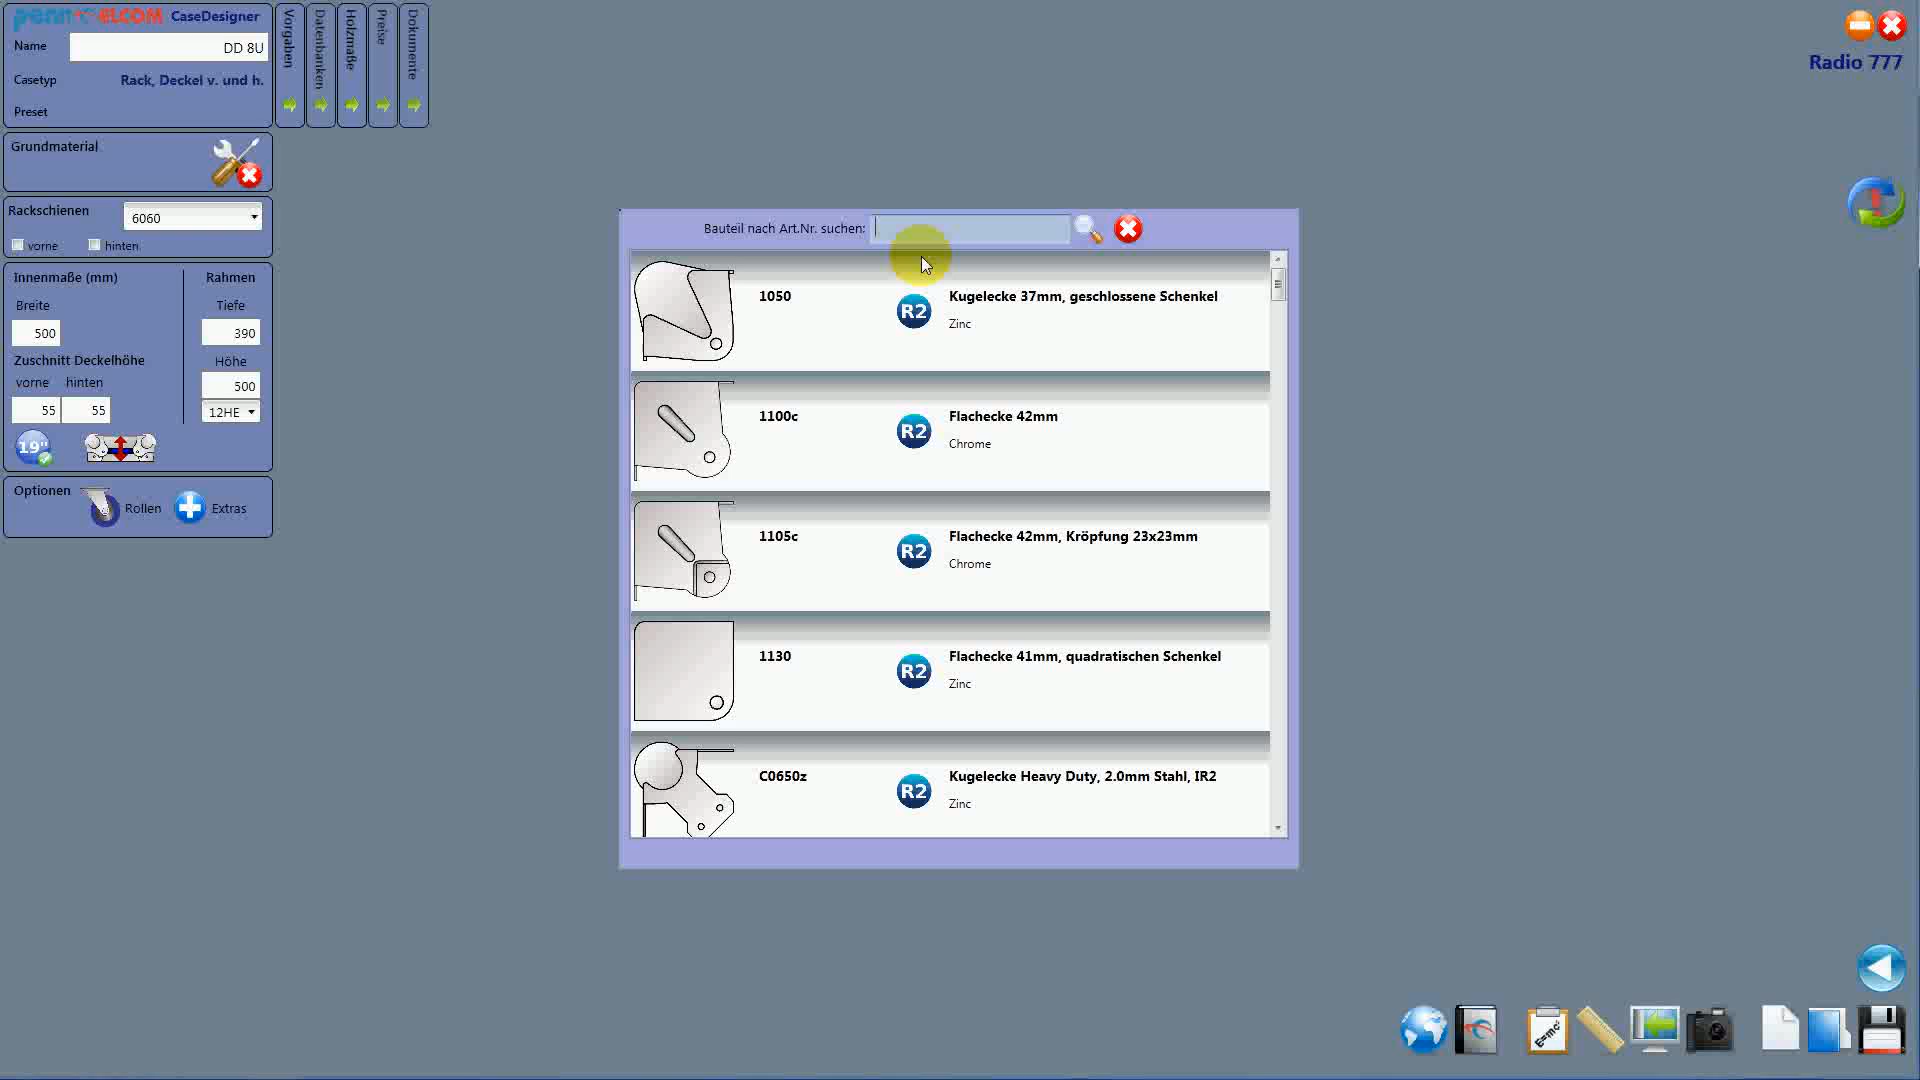 penn ELCOM CaseDesigner
Name DD 8U
Casetyp Rack, Deckel v. und h.
Preset
Vorgaben
Datenbanken
Holzmaße
Preise
Dokumente
Radio 777
Grundmaterial
Rackschienen 6060
vorne hinten
Innenmaße (mm) Rahmen
Breite Tiefe
500 390
Zuschnitt Deckelhöhe Höhe
vorne hinten 500
55 55 12HE
19"
Optionen Rollen Extras
Bauteil nach Art.Nr. suchen:
1050 R2 Kugelecke 37mm, geschlossene Schenkel
Zinc
1100c R2 Flachecke 42mm
Chrome
1105c R2 Flachecke 42mm, Kröpfung 23x23mm
Chrome
1130 R2 Flachecke 41mm, quadratischen Schenkel
Zinc
C0650z R2 Kugelecke Heavy Duty, 2.0mm Stahl, IR2
Zinc
E=mc²